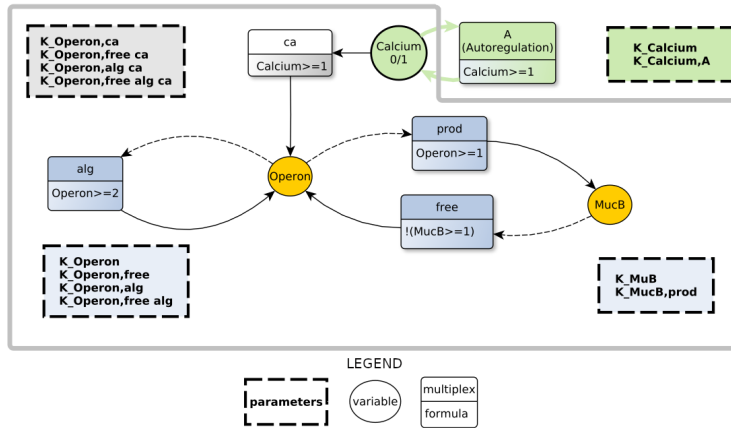 K_Operon,ca
K_Operon,free ca
K_Operon,alg ca
K_Operon,free alg ca
ca
Calcium>=1
Calcium
0/1
A
(Autoregulation)
Calcium>=1
K_Calcium
K_Calcium,A
alg
Operon>=2
Operon
prod
Operon>=1
free
!(MucB>=1)
MucB
K_Operon
K_Operon,free
K_Operon,alg
K_Operon,free alg
K_MuB
K_MucB,prod
LEGEND
parameters
variable
multiplex
formula